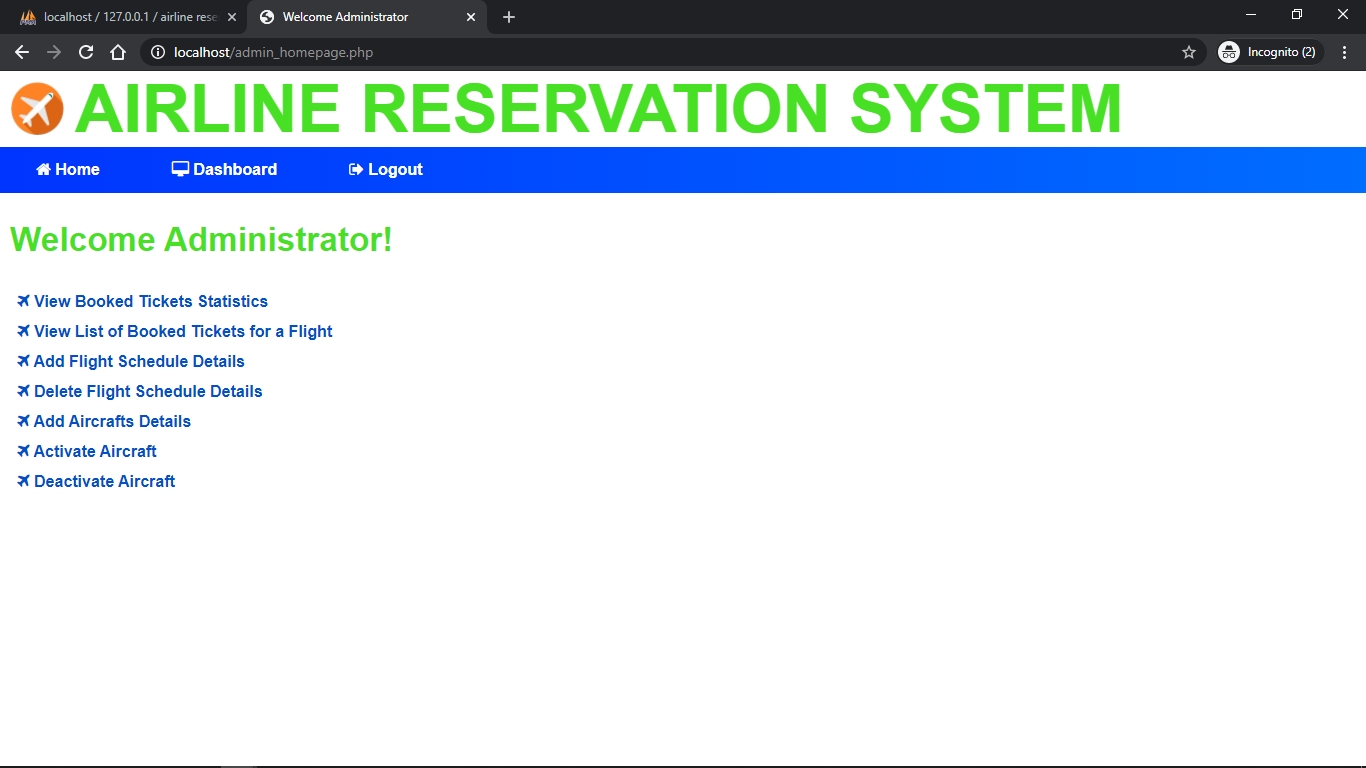 localhost / 127.0.0.1 / airline rese
Welcome Administrator
localhost/admin_homepage.php
Incognito (2)
AIRLINE RESERVATION SYSTEM
Home Dashboard Logout
Welcome Administrator!
View Booked Tickets Statistics
View List of Booked Tickets for a Flight
Add Flight Schedule Details
Delete Flight Schedule Details
Add Aircrafts Details
Activate Aircraft
Deactivate Aircraft